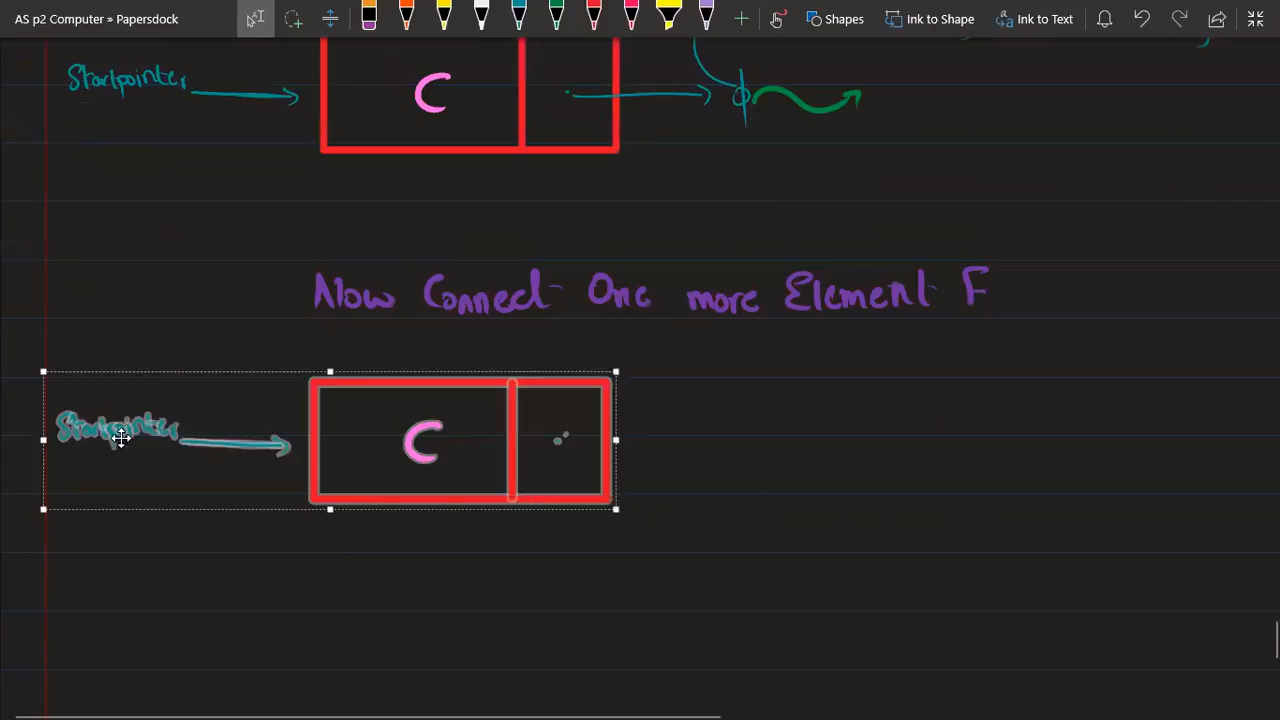 AS p2 Computer » Papersdock
Shapes
Ink to Shape
Ink to Text
Startpointer
C
Now Connect One more Element F
Startpointer
C